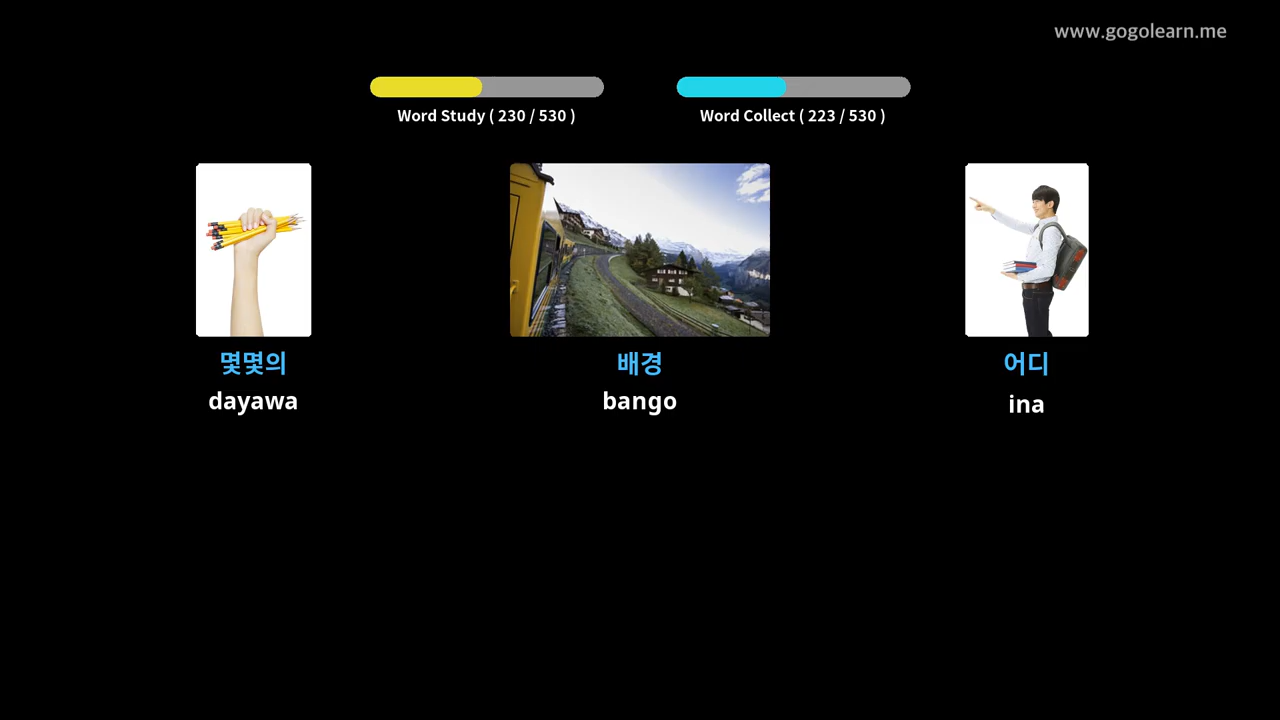 www.gogolearn.me
Word Study ( 230 / 530 )
Word Collect ( 223 / 530 )
몇몇의
dayawa
배경
bango
어디
ina